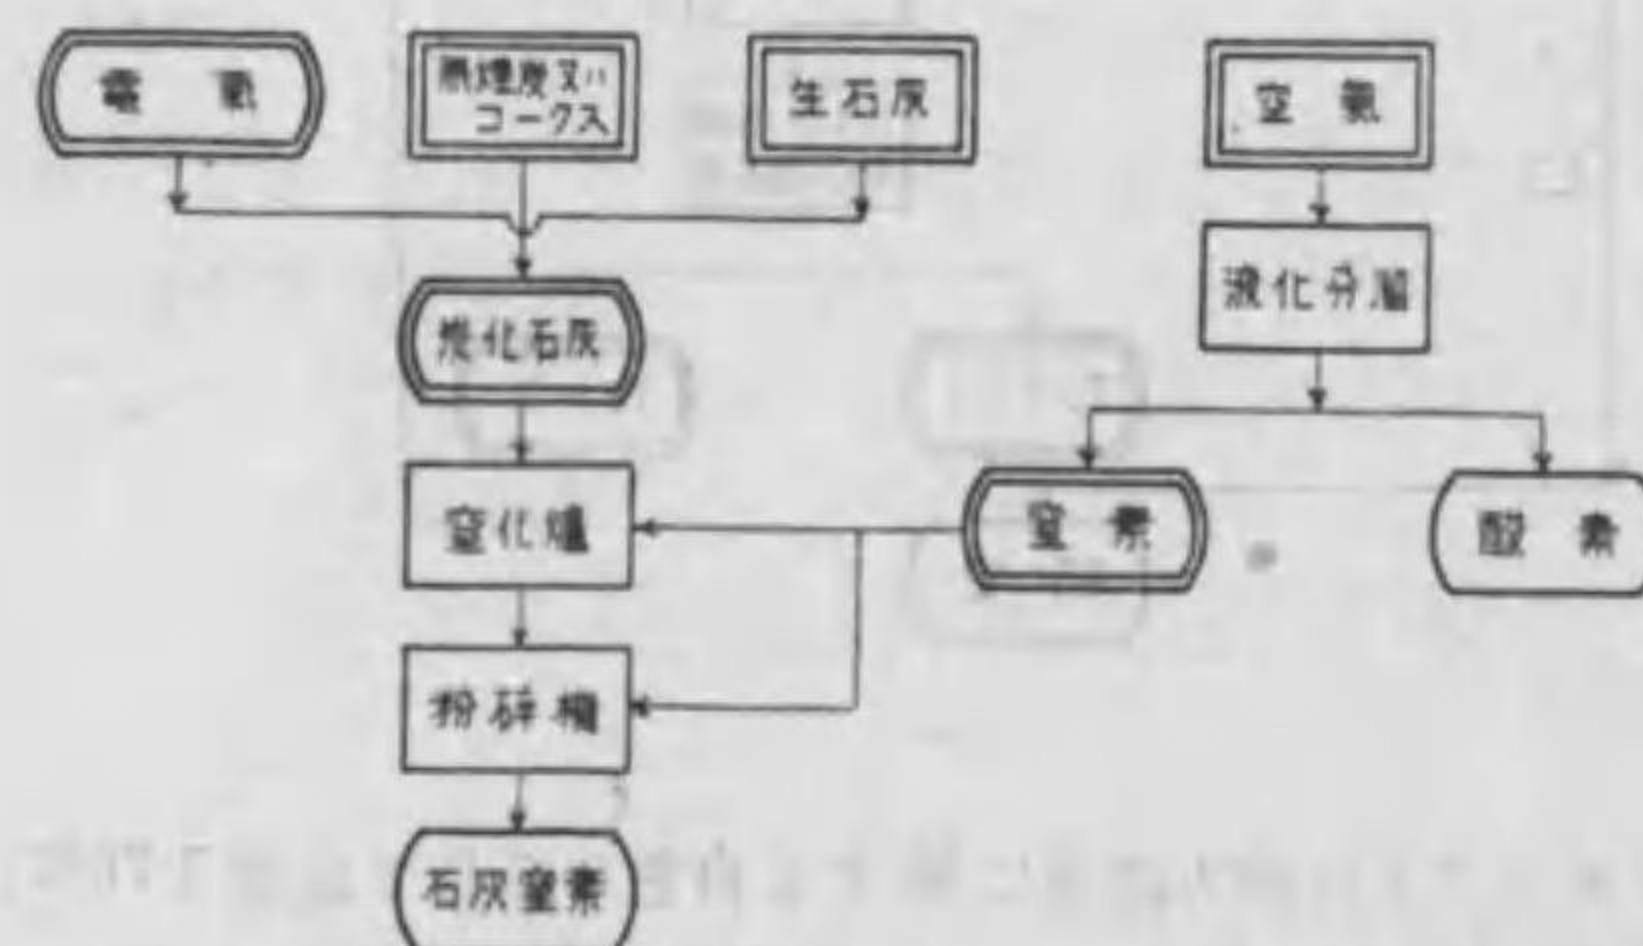 電氣
無煙炭又ハ
コークス
生石灰
空氣
液化分溜
炭化石灰
窒化爐
窒素
酸素
粉碎機
石灰窒素